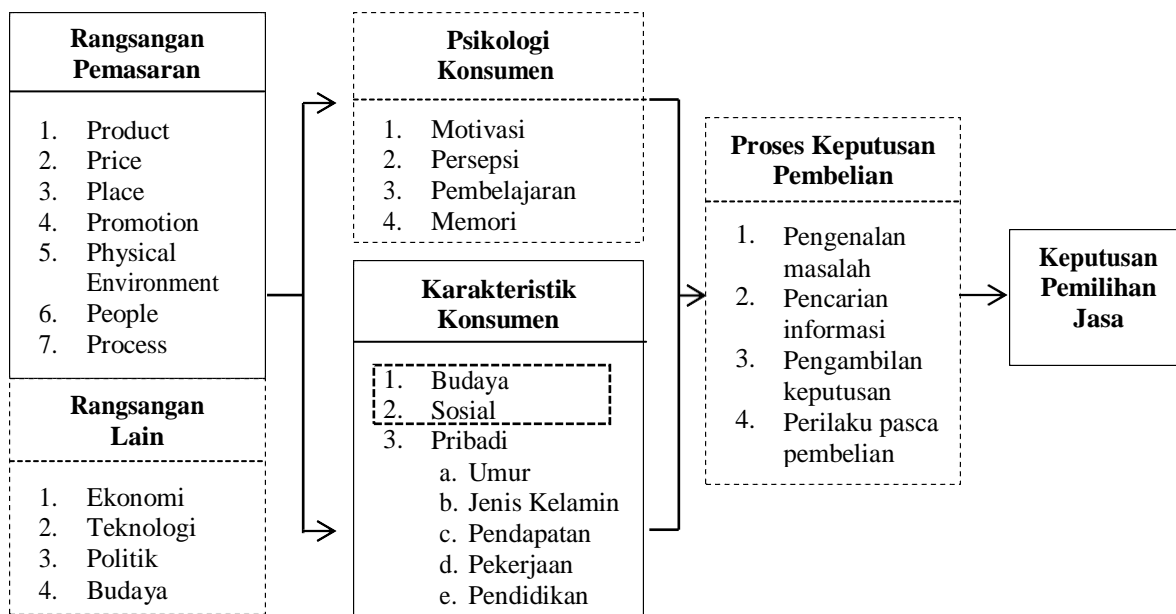 Rangsangan
Pemasaran
1. Product
2. Price
3. Place
4. Promotion
5. Physical
Environment
6. People
7. Process
Rangsangan
Lain
1. Ekonomi
2. Teknologi
3. Politik
4. Budaya
Psikologi
Konsumen
1. Motivasi
2. Persepsi
3. Pembelajaran
4. Memori
Karakteristik
Konsumen
1. Budaya
2. Sosial
3. Pribadi
a. Umur
b. Jenis Kelamin
c. Pendapatan
d. Pekerjaan
e. Pendidikan
Proses Keputusan
Pembelian
1. Pengenalan
masalah
2. Pencarian
informasi
3. Pengambilan
keputusan
4. Perilaku pasca
pembelian
Keputusan
Pemilihan
Jasa